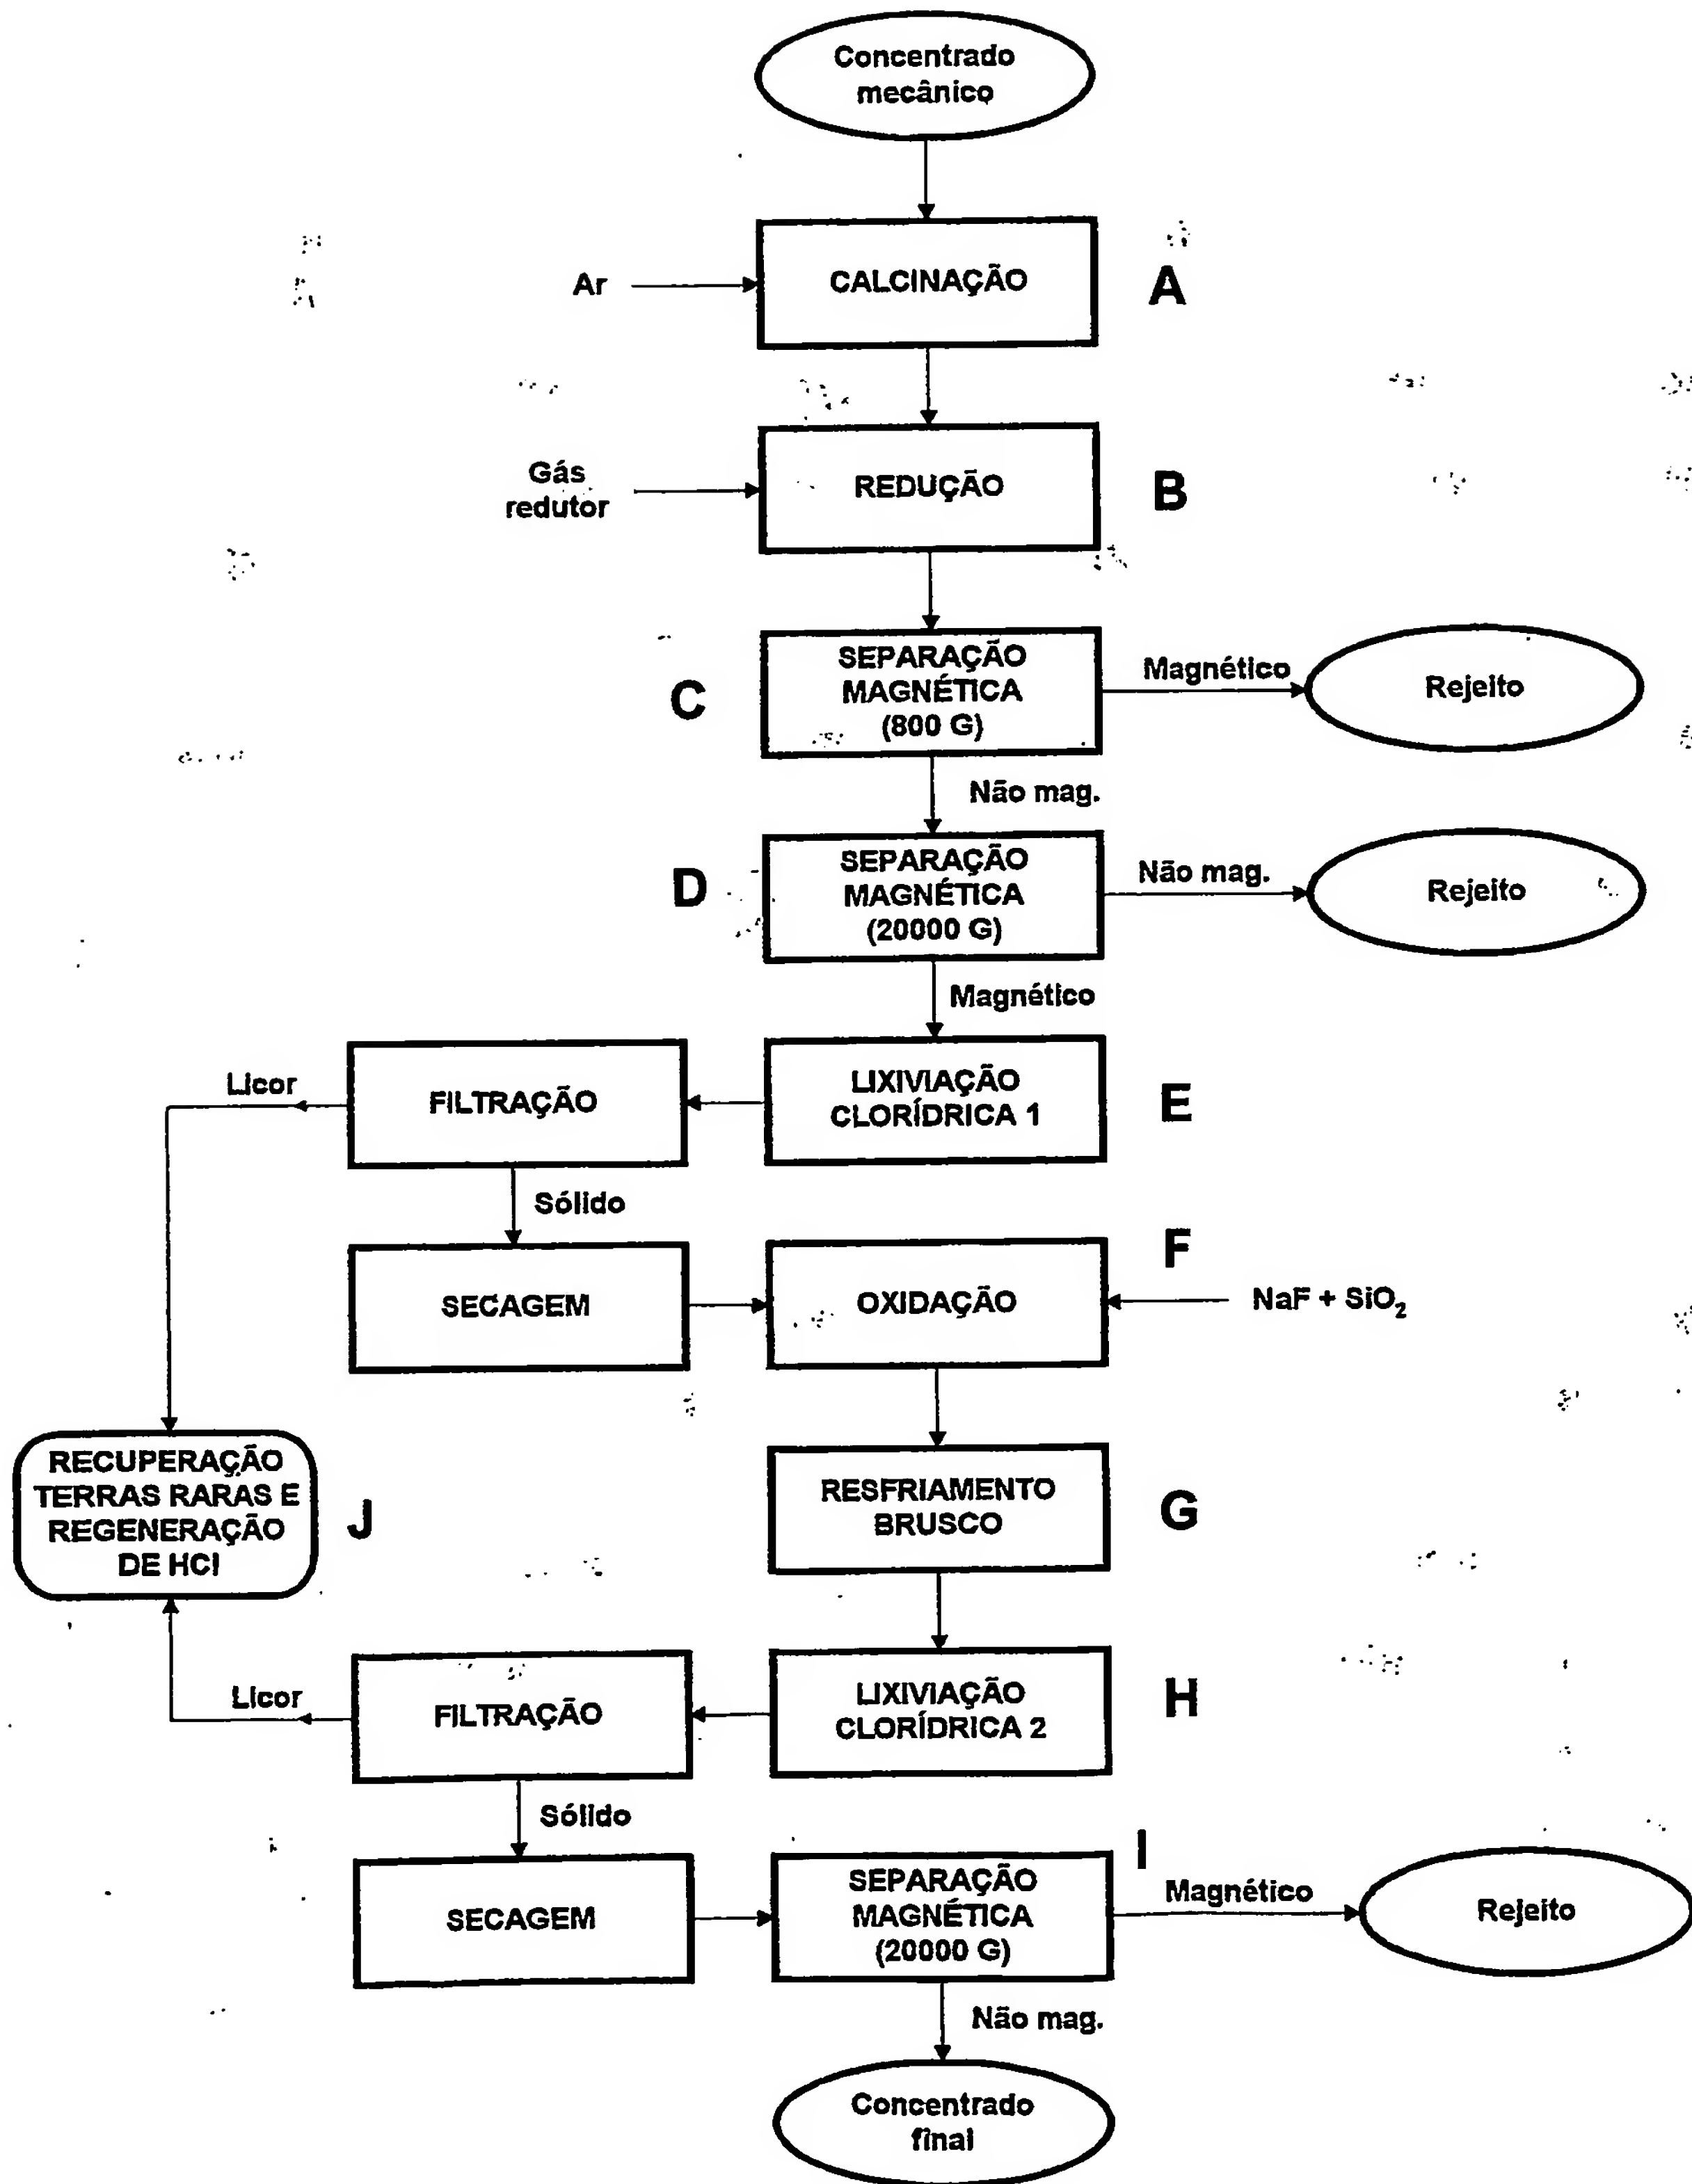 Concentrado
mecânico
Ar
CALCINAÇÃO
A
Gás
redutor
REDUÇÃO
B
C
SEPARAÇÃO
MAGNÉTICA
(800 G)
Magnético
Rejeito
Não mag.
D
SEPARAÇÃO
MAGNÉTICA
(20000 G)
Não mag.
Rejeito
Magnético
Licor
FILTRAÇÃO
LIXIVIAÇÃO
CLORÍDRICA 1
E
Sólido
SECAGEM
OXIDAÇÃO
F
NaF + SiO₂
RECUPERAÇÃO
TERRAS RARAS E
REGENERAÇÃO
DE HCl
J
RESFRIAMENTO
BRUSCO
G
Licor
FILTRAÇÃO
LIXIVIAÇÃO
CLORÍDRICA 2
H
Sólido
SECAGEM
SEPARAÇÃO
MAGNÉTICA
(20000 G)
I
Magnético
Rejeito
Não mag.
Concentrado
final